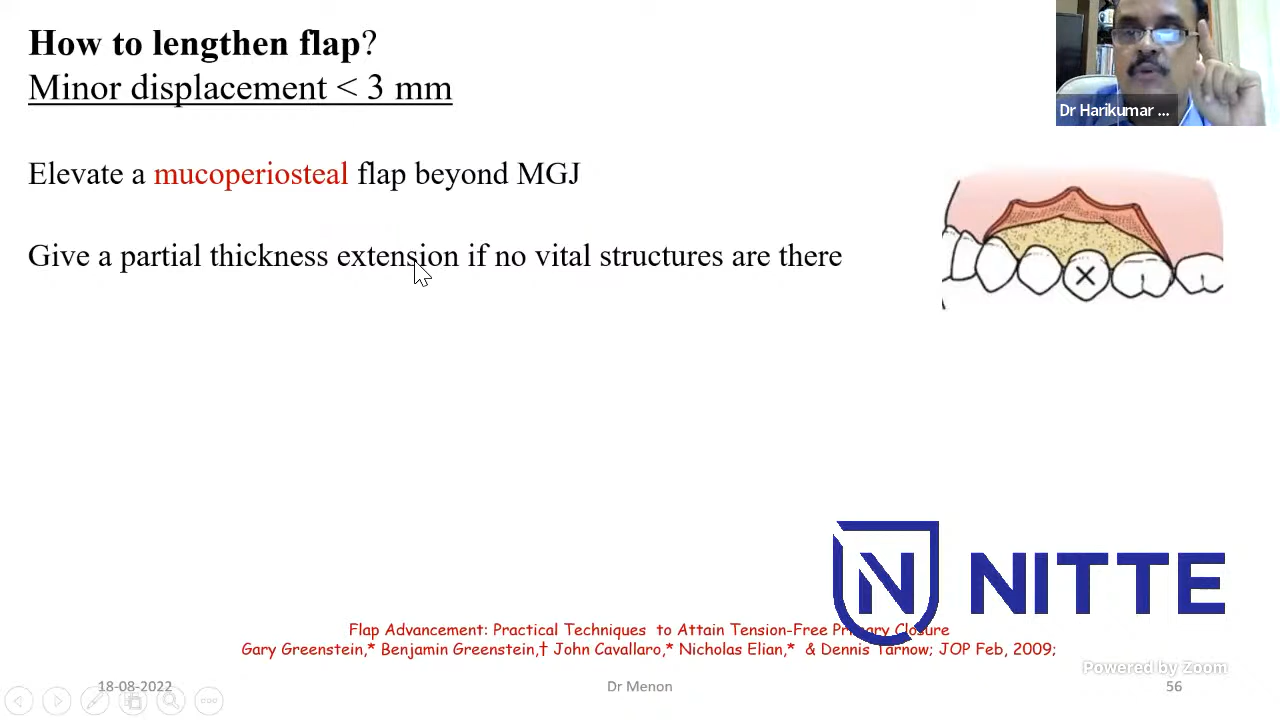 How to lengthen flap?
Minor displacement < 3 mm
Dr Harikumar ...
Elevate a mucoperiosteal flap beyond MGJ
Give a partial thickness extension if no vital structures are there
N NITTE
Flap Advancement: Practical Techniques to Attain Tension-Free Primary Closure
Gary Greenstein,* Benjamin Greenstein,† John Cavallaro,* Nicholas Elian,* & Dennis Tarnow; JOP Feb, 2009;
Powered by Zoom
18-08-2022
Dr Menon
56